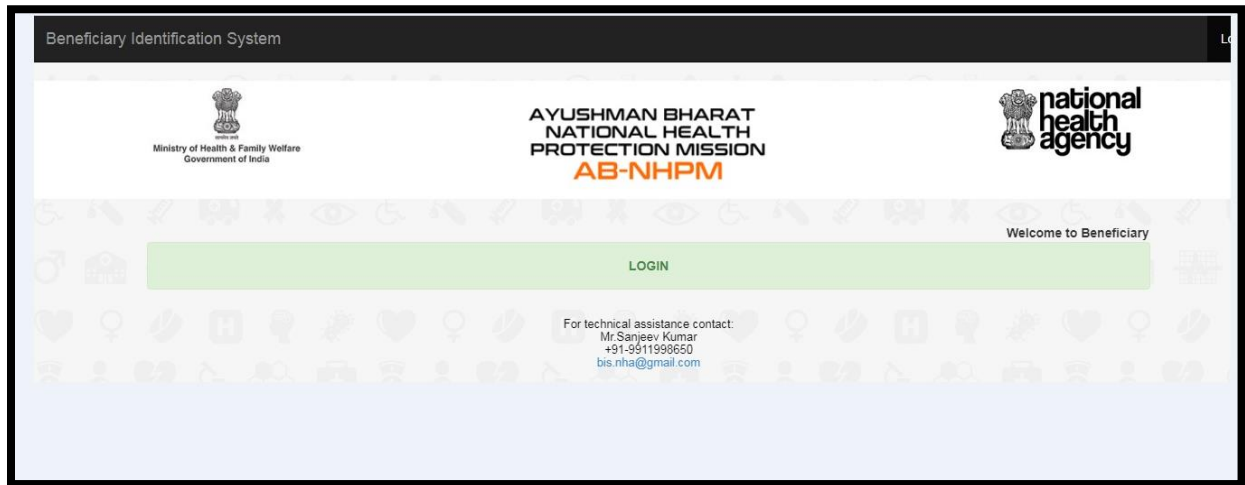 Beneficiary Identification System
Lo
Ministry of Health & Family Welfare
Government of India
AYUSHMAN BHARAT
NATIONAL HEALTH
PROTECTION MISSION
AB-NHPM
national
health
agency
Welcome to Beneficiary
LOGIN
For technical assistance contact:
Mr.Sanjeev Kumar
+91-9911998650
bis.nha@gmail.com